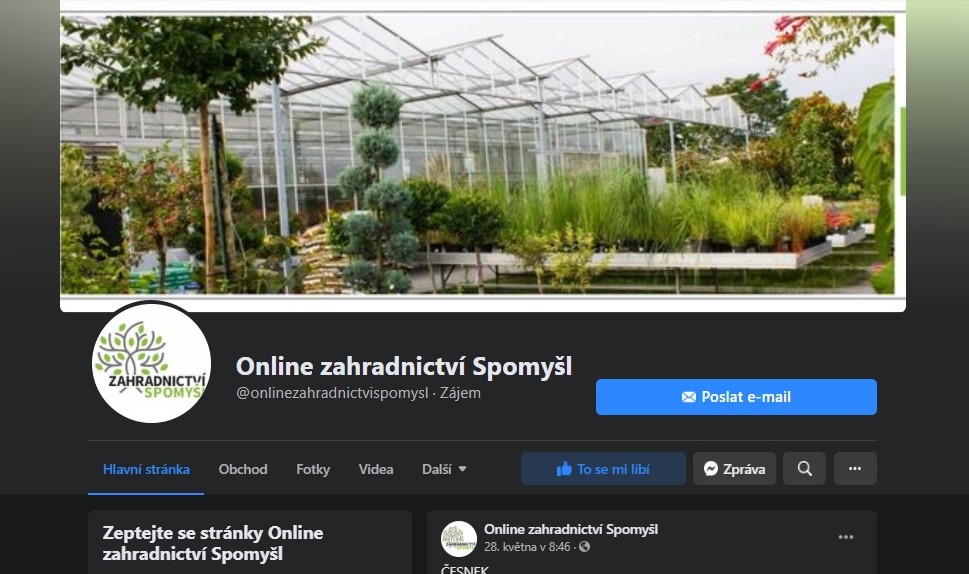 ZAHRADNICTVÍ
SPOMYŠL
Online zahradnictví Spomyšl
@onlinezahradnictvispomysl · Zájem
Poslat e-mail
Hlavní stránka
Obchod
Fotky
Videa
Další
To se mi líbí
Zpráva
Zeptejte se stránky Online
zahradnictví Spomyšl
Online zahradnictví Spomyšl
28. května v 8:46 ·
ČESNEK